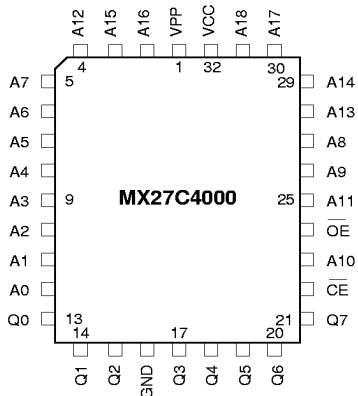 A12 A15 A16 VPP VCC A18 A17
4 1 32 30
A7 5 29 A14
A6 A13
A5 A8
A4 A9
A3 9 MX27C4000 25 A11
A2 O̅E̅
A1 A10
A0 C̅E̅
Q0 13 21 Q7
14 17 20
Q1 Q2 GND Q3 Q4 Q5 Q6